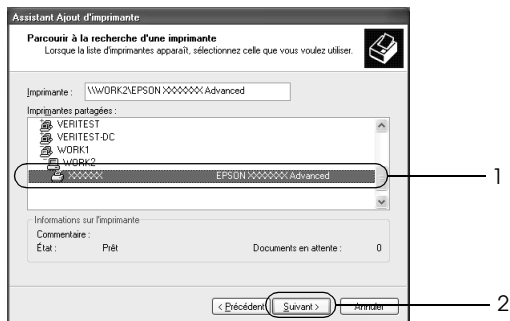 Assistant Ajout d'imprimante
Parcourir à la recherche d'une imprimante
Lorsque la liste d'imprimantes apparaît, sélectionnez celle que vous voulez utiliser.
Imprimante : \\WORK2\EPSON XXXXXX Advanced
Imprimantes partagées :
VERITEST
VERITEST-DC
WORK1
WORK2
XXXXXX EPSON XXXXXX Advanced 1
Informations sur l'imprimante
Commentaire :
État : Prêt Documents en attente : 0
< Précédent Suivant > Annuler 2